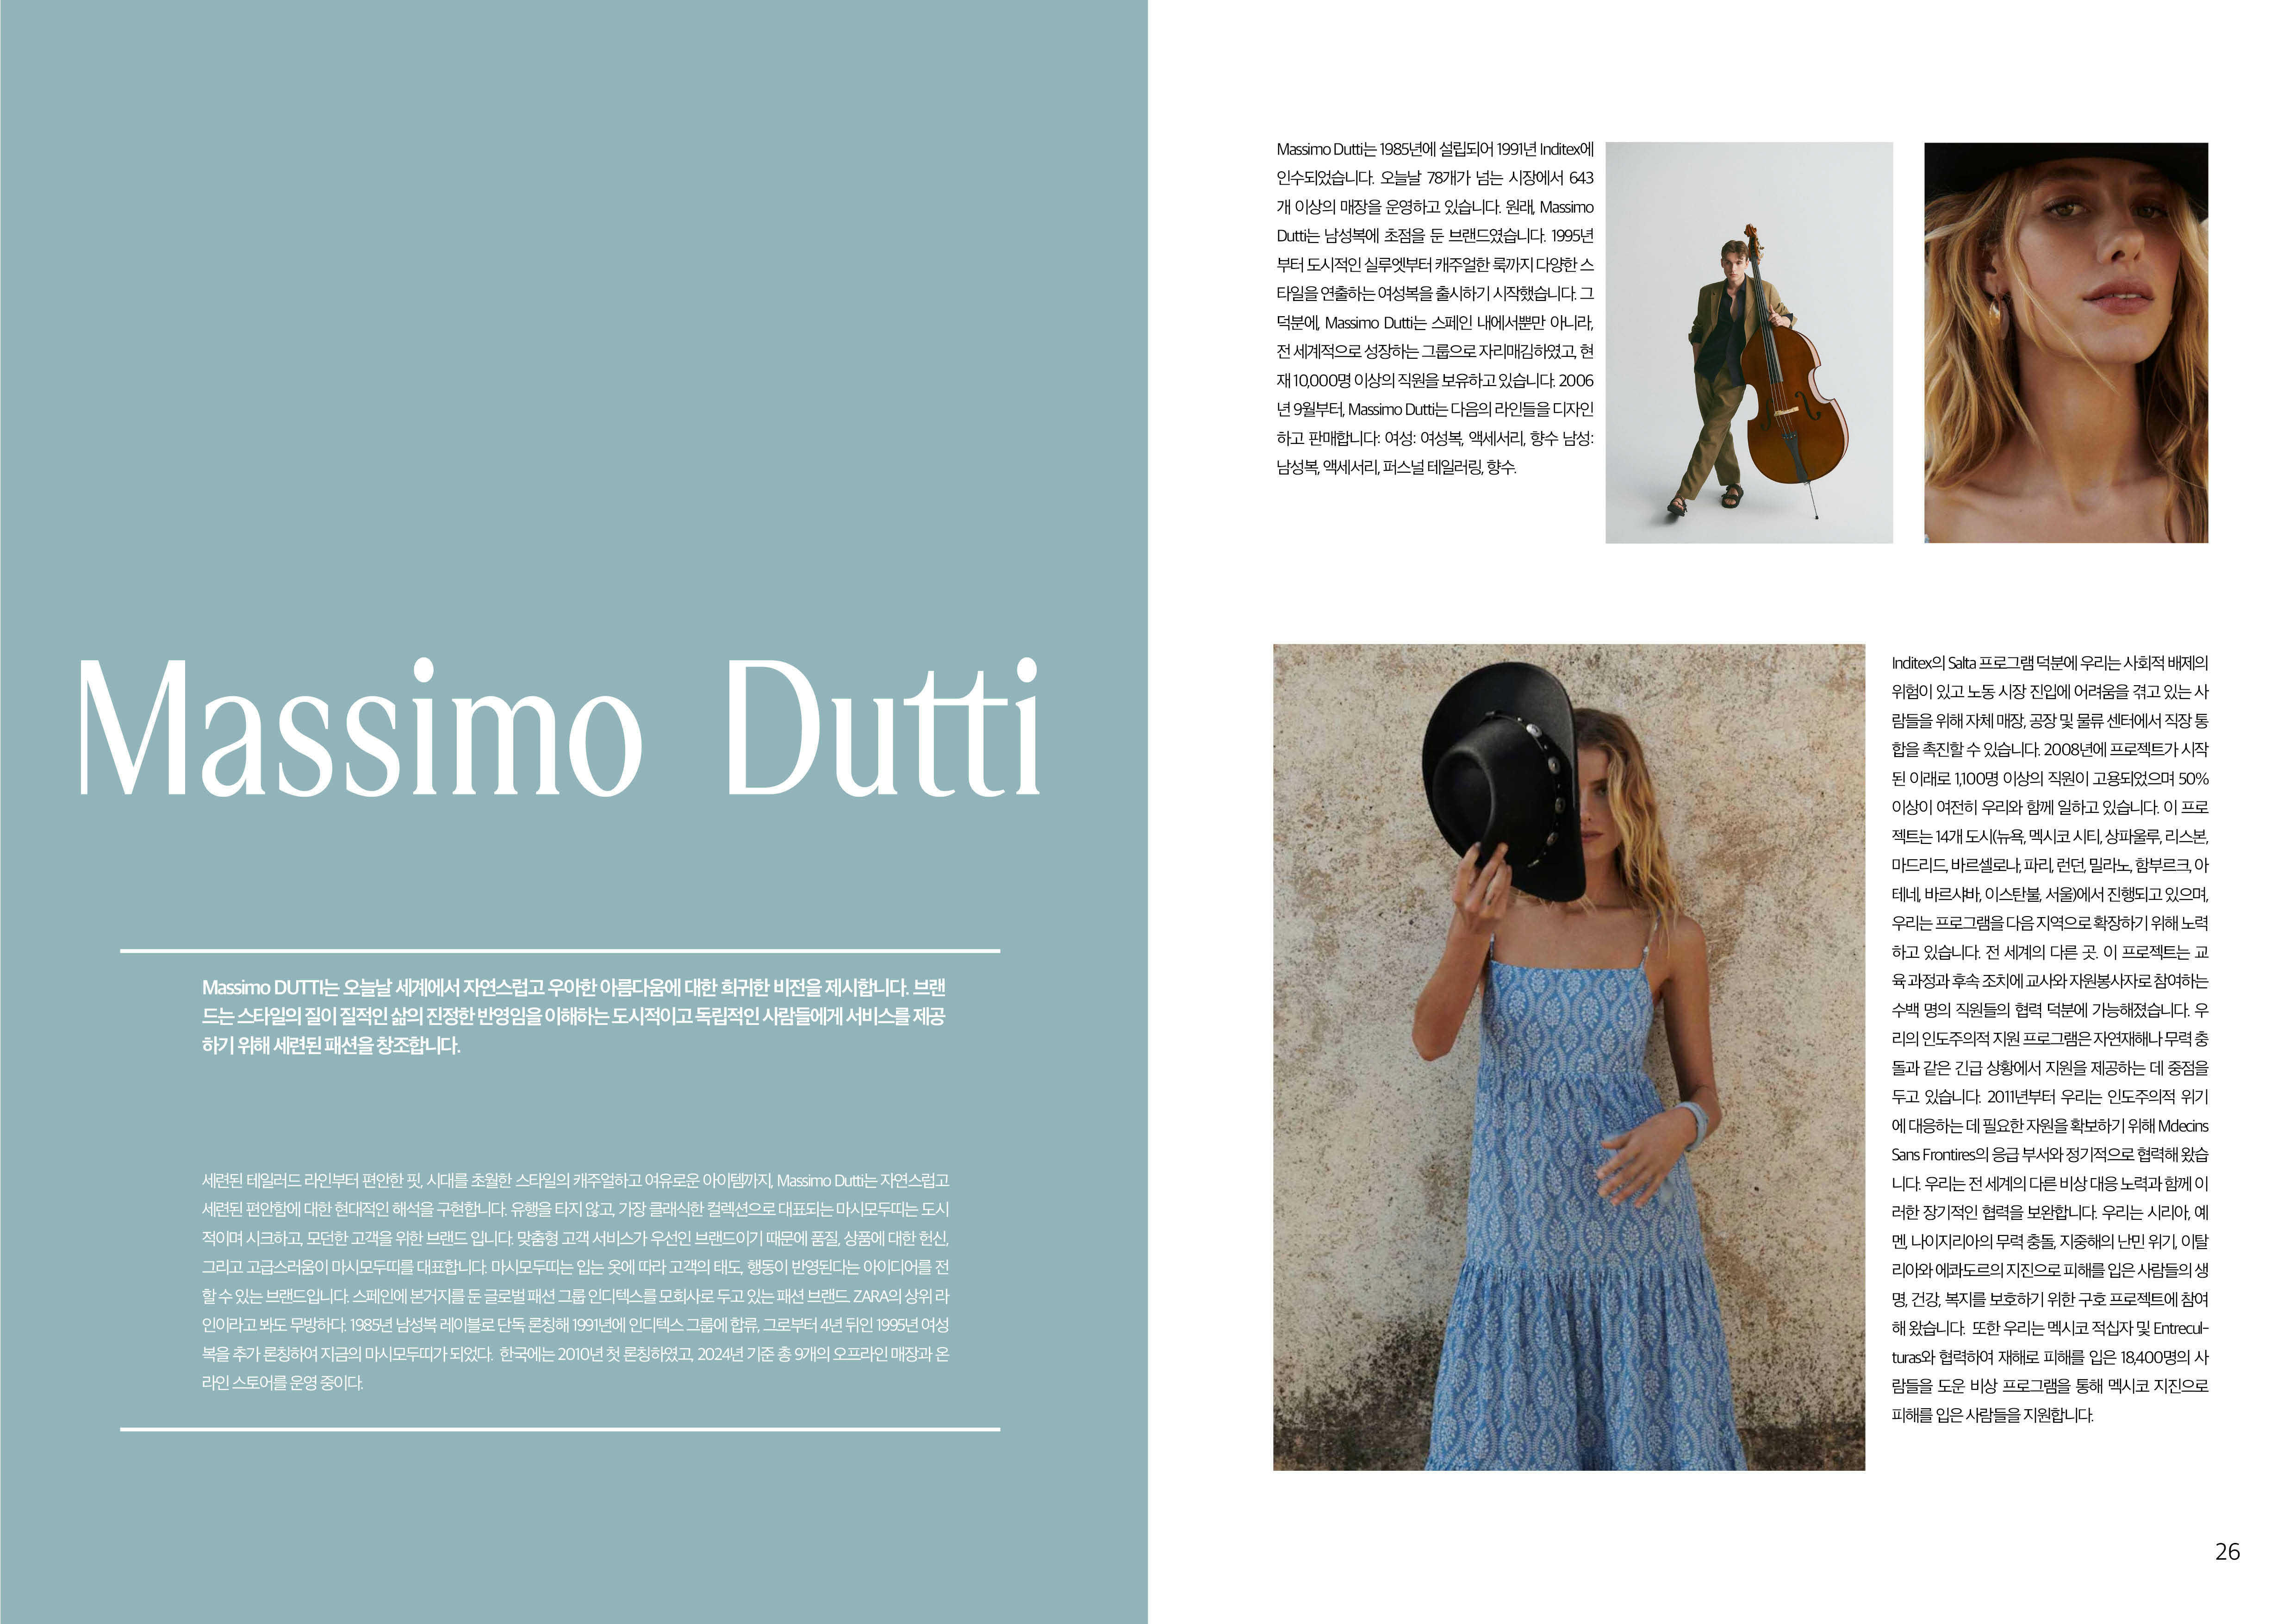 Massimo Dutti
Massimo DUTTI는 오늘날 세계에서 자연스럽고 우아한 아름다움에 대한 희귀한 비전을 제시합니다. 브랜
드는 스타일의 질이 질적인 삶의 진정한 반영임을 이해하는 도시적이고 독립적인 사람들에게 서비스를 제공
하기 위해 세련된 패션을 창조합니다.
세련된 테일러드 라인부터 편안한 핏, 시대를 초월한 스타일의 캐주얼하고 여유로운 아이템까지, Massimo Dutti는 자연스럽고
세련된 편안함에 대한 현대적인 해석을 구현합니다. 유행을 타지 않고, 가장 클래식한 컬렉션으로 대표되는 마시모두띠는 도시
적이며 시크하고, 모던한 고객을 위한 브랜드 입니다. 맞춤형 고객 서비스가 우선인 브랜드이기 때문에 품질, 상품에 대한 헌신,
그리고 고급스러움이 마시모두띠를 대표합니다. 마시모두띠는 입는 옷에 따라 고객의 태도, 행동이 반영된다는 아이디어를 전
할 수 있는 브랜드입니다. 스페인에 본거지를 둔 글로벌 패션 그룹 인디텍스를 모회사로 두고 있는 패션 브랜드. ZARA의 상위 라
인이라고 봐도 무방하다. 1985년 남성복 레이블로 단독 론칭해 1991년에 인디텍스 그룹에 합류, 그로부터 4년 뒤인 1995년 여성
복을 추가 론칭하여 지금의 마시모두띠가 되었다. 한국에는 2010년 첫 론칭하였고, 2024년 기준 총 9개의 오프라인 매장과 온
라인 스토어를 운영 중이다.
Massimo Dutti는 1985년에 설립되어 1991년 Inditex에
인수되었습니다. 오늘날 78개가 넘는 시장에서 643
개 이상의 매장을 운영하고 있습니다. 원래, Massimo
Dutti는 남성복에 초점을 둔 브랜드였습니다. 1995년
부터 도시적인 실루엣부터 캐주얼한 룩까지 다양한 스
타일을 연출하는 여성복을 출시하기 시작했습니다. 그
덕분에, Massimo Dutti는 스페인 내에서뿐만 아니라,
전 세계적으로 성장하는 그룹으로 자리매김하였고, 현
재 10,000명 이상의 직원을 보유하고 있습니다. 2006
년 9월부터, Massimo Dutti는 다음의 라인들을 디자인
하고 판매합니다: 여성: 여성복, 액세서리, 향수 남성:
남성복, 액세서리, 퍼스널 테일러링, 향수.
Inditex의 Salta 프로그램 덕분에 우리는 사회적 배제의
위험이 있고 노동 시장 진입에 어려움을 겪고 있는 사
람들을 위해 자체 매장, 공장 및 물류 센터에서 직장 통
합을 촉진할 수 있습니다. 2008년에 프로젝트가 시작
된 이래로 1,100명 이상의 직원이 고용되었으며 50%
이상이 여전히 우리와 함께 일하고 있습니다. 이 프로
젝트는 14개 도시(뉴욕, 멕시코 시티, 상파울루, 리스본,
마드리드, 바르셀로나, 파리, 런던, 밀라노, 함부르크, 아
테네, 바르샤바, 이스탄불, 서울)에서 진행되고 있으며,
우리는 프로그램을 다음 지역으로 확장하기 위해 노력
하고 있습니다. 전 세계의 다른 곳. 이 프로젝트는 교
육 과정과 후속 조치에 교사와 자원봉사자로 참여하는
수백 명의 직원들의 협력 덕분에 가능해졌습니다. 우
리의 인도주의적 지원 프로그램은 자연재해나 무력 충
돌과 같은 긴급 상황에서 지원을 제공하는 데 중점을
두고 있습니다. 2011년부터 우리는 인도주의적 위기
에 대응하는 데 필요한 자원을 확보하기 위해 Mdecins
Sans Frontires의 응급 부서와 정기적으로 협력해 왔습
니다. 우리는 전 세계의 다른 비상 대응 노력과 함께 이
러한 장기적인 협력을 보완합니다. 우리는 시리아, 예
멘, 나이지리아의 무력 충돌, 지중해의 난민 위기, 이탈
리아와 에콰도르의 지진으로 피해를 입은 사람들의 생
명, 건강, 복지를 보호하기 위한 구호 프로젝트에 참여
해 왔습니다. 또한 우리는 멕시코 적십자 및 Entrecul-
turas와 협력하여 재해로 피해를 입은 18,400명의 사
람들을 도운 비상 프로그램을 통해 멕시코 지진으로
피해를 입은 사람들을 지원합니다.
26